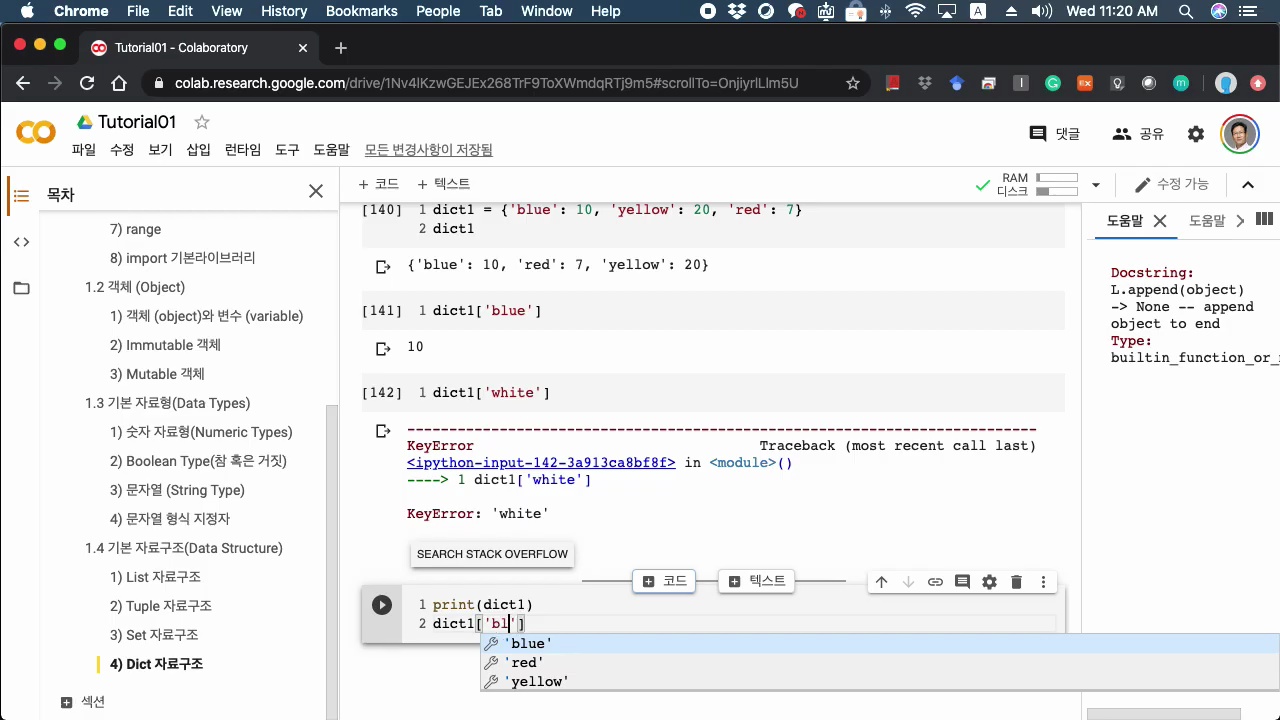 Chrome File Edit View History Bookmarks People Tab Window Help A Wed 11:20 AM
Tutorial01 - Colaboratory
colab.research.google.com/drive/1Nv4lKzwGEJEx268TrF9ToXWmdqRTj9m5#scrollTo=OnjiyrlLlm5U
Tutorial01
댓글 공유
파일 수정 보기 삽입 런타임 도구 도움말 모든 변경사항이 저장됨
목차
+ 코드 + 텍스트
RAM
디스크
수정 가능
7) range
8) import 기본라이브러리
1.2 객체 (Object)
1) 객체 (object)와 변수 (variable)
2) Immutable 객체
3) Mutable 객체
1.3 기본 자료형(Data Types)
1) 숫자 자료형(Numeric Types)
2) Boolean Type(참 혹은 거짓)
3) 문자열 (String Type)
4) 문자열 형식 지정자
1.4 기본 자료구조(Data Structure)
1) List 자료구조
2) Tuple 자료구조
3) Set 자료구조
4) Dict 자료구조
섹션
[140] 1 dict1 = {'blue': 10, 'yellow': 20, 'red': 7}
2 dict1
{'blue': 10, 'red': 7, 'yellow': 20}
[141] 1 dict1['blue']
10
[142] 1 dict1['white']
---------------------------------------------------------------------------
KeyError Traceback (most recent call last)
<ipython-input-142-3a913ca8bf8f> in <module>()
----> 1 dict1['white']
KeyError: 'white'
SEARCH STACK OVERFLOW
코드 텍스트
1 print(dict1)
2 dict1['bl']
'blue'
'red'
'yellow'
도움말 도움말
Docstring:
L.append(object)
-> None -- append
object to end
Type:
builtin_function_or_